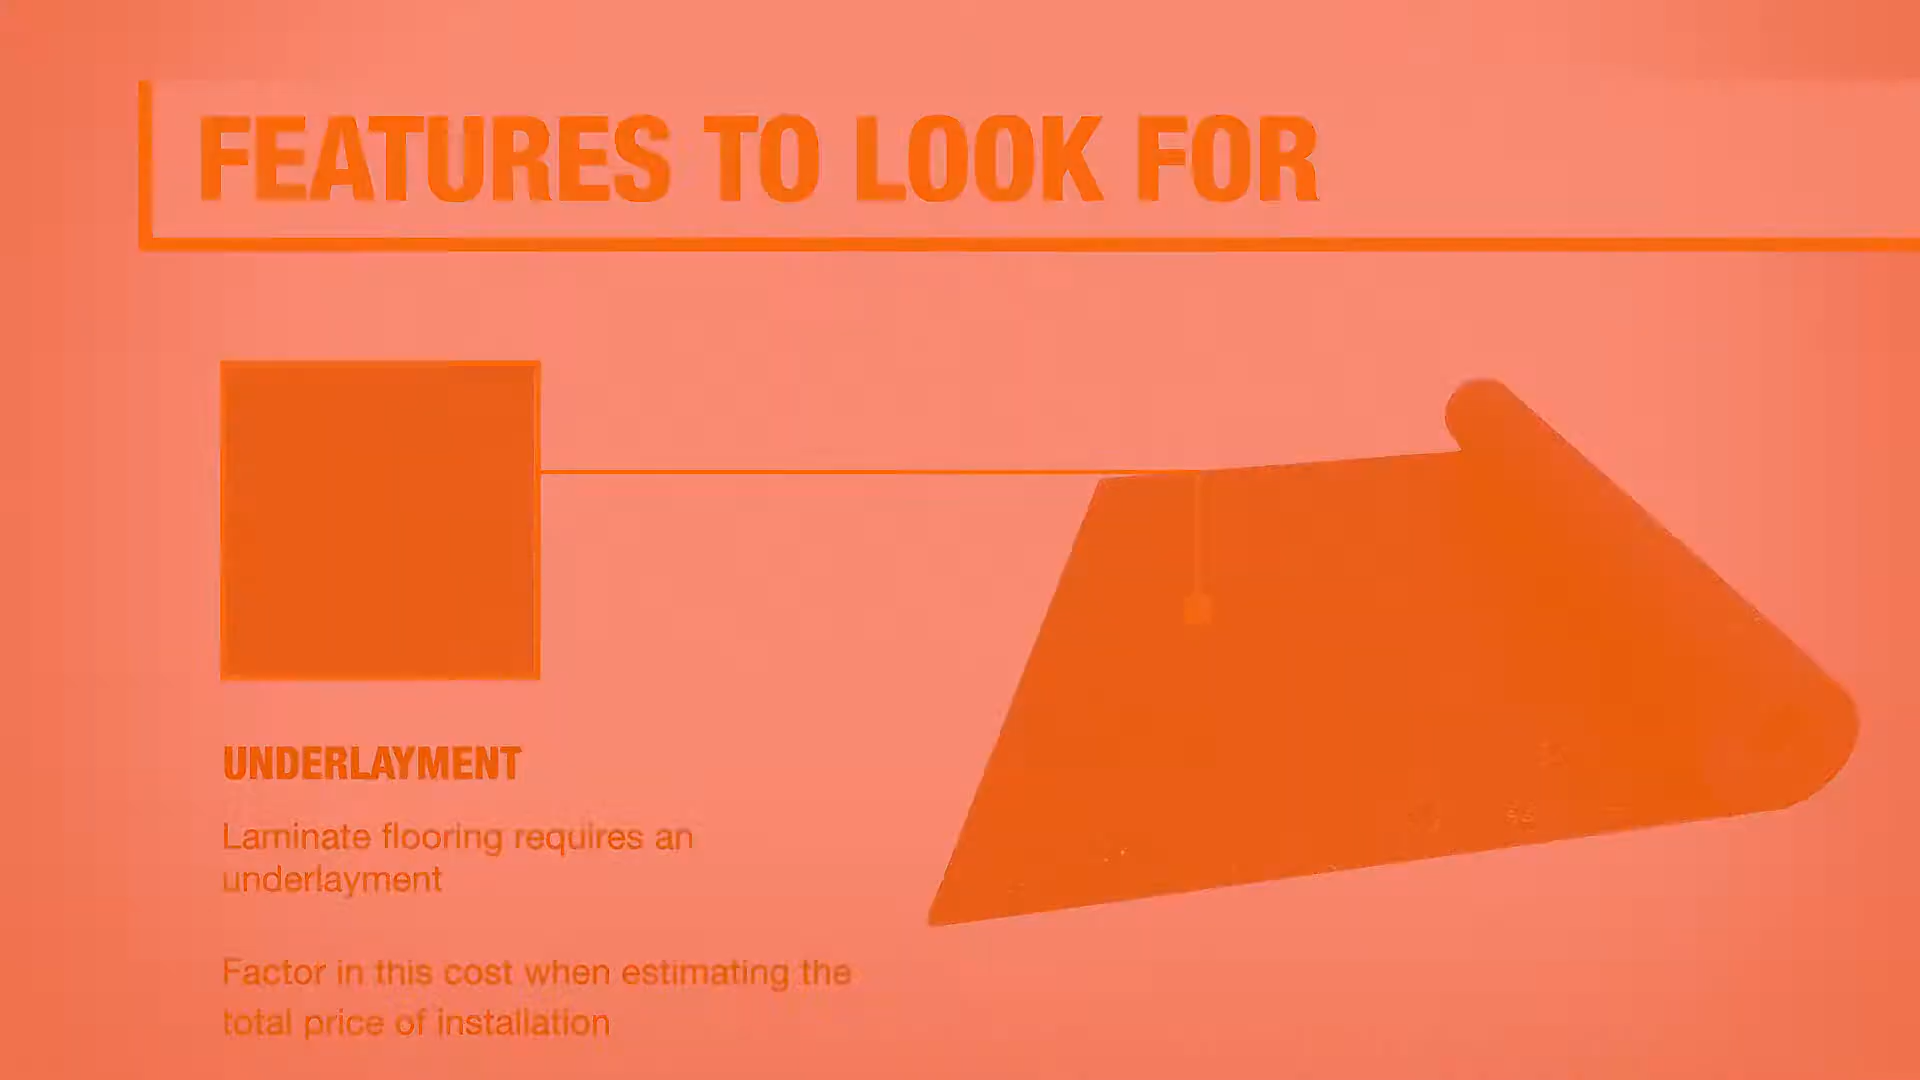 FEATURES TO LOOK FOR
UNDERLAYMENT
Laminate flooring requires an
underlayment
Factor in this cost when estimating the
total price of installation